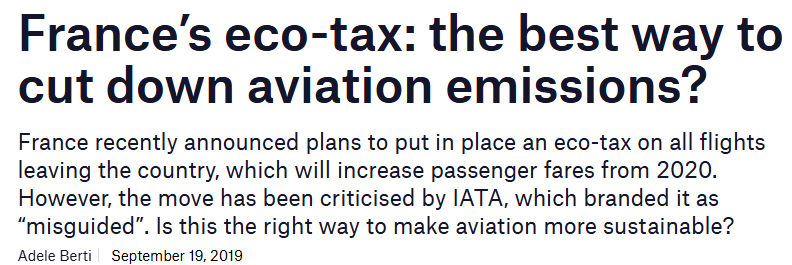 France’s eco-tax: the best way to
cut down aviation emissions?
France recently announced plans to put in place an eco-tax on all flights
leaving the country, which will increase passenger fares from 2020.
However, the move has been criticised by IATA, which branded it as
“misguided”. Is this the right way to make aviation more sustainable?
Adele Berti | September 19, 2019